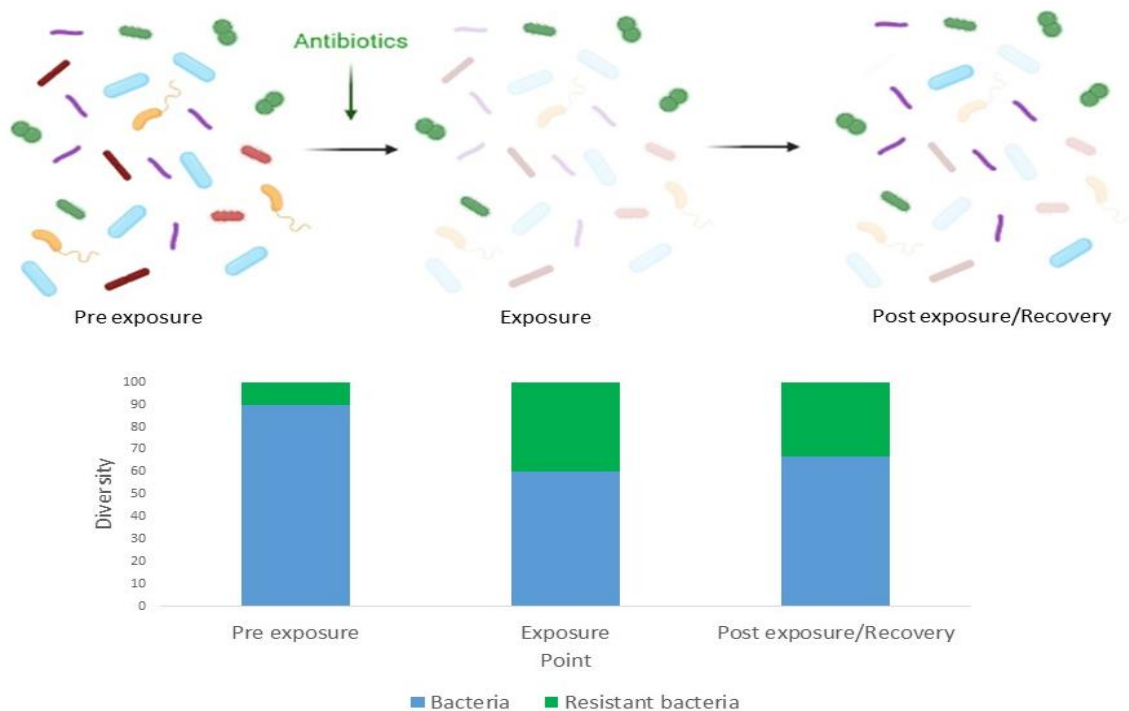 Antibiotics
Pre exposure
Exposure
Post exposure/Recovery
100
90
80
70
60
50
40
30
20
10
0
Diversity
Pre exposure
Exposure
Post exposure/Recovery
Point
Bacteria
Resistant bacteria